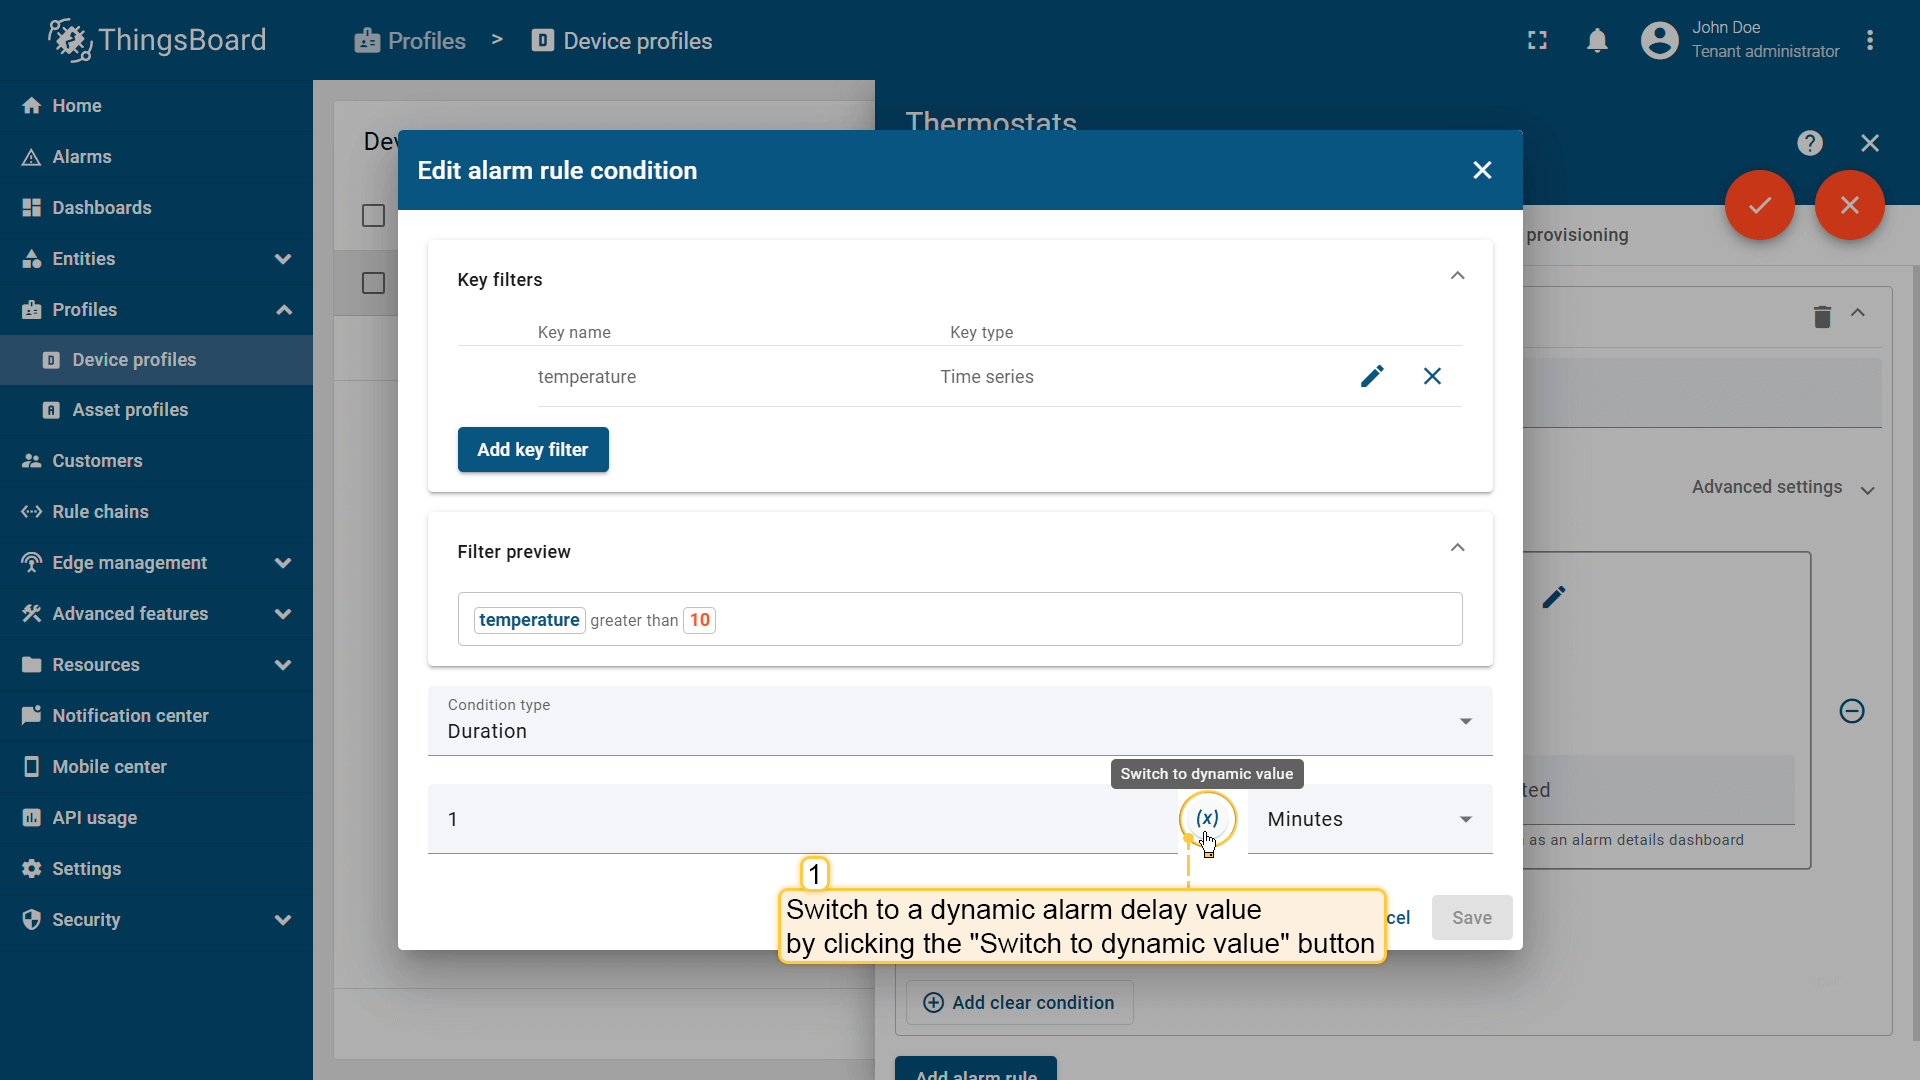 ThingsBoard
Profiles > Device profiles
John Doe
Tenant administrator
Home
Alarms
Dashboards
Entities
Profiles
Device profiles
Asset profiles
Customers
Rule chains
Edge management
Advanced features
Resources
Notification center
Mobile center
API usage
Settings
Security
Thermostats
provisioning
Advanced settings
as an alarm details dashboard
Add clear condition
Add alarm rule
Edit alarm rule condition
Key filters
Key name Key type
temperature Time series
Add key filter
Filter preview
temperature greater than 10
Condition type
Duration
Switch to dynamic value
1 (x) Minutes
Save
1
Switch to a dynamic alarm delay value
by clicking the "Switch to dynamic value" button